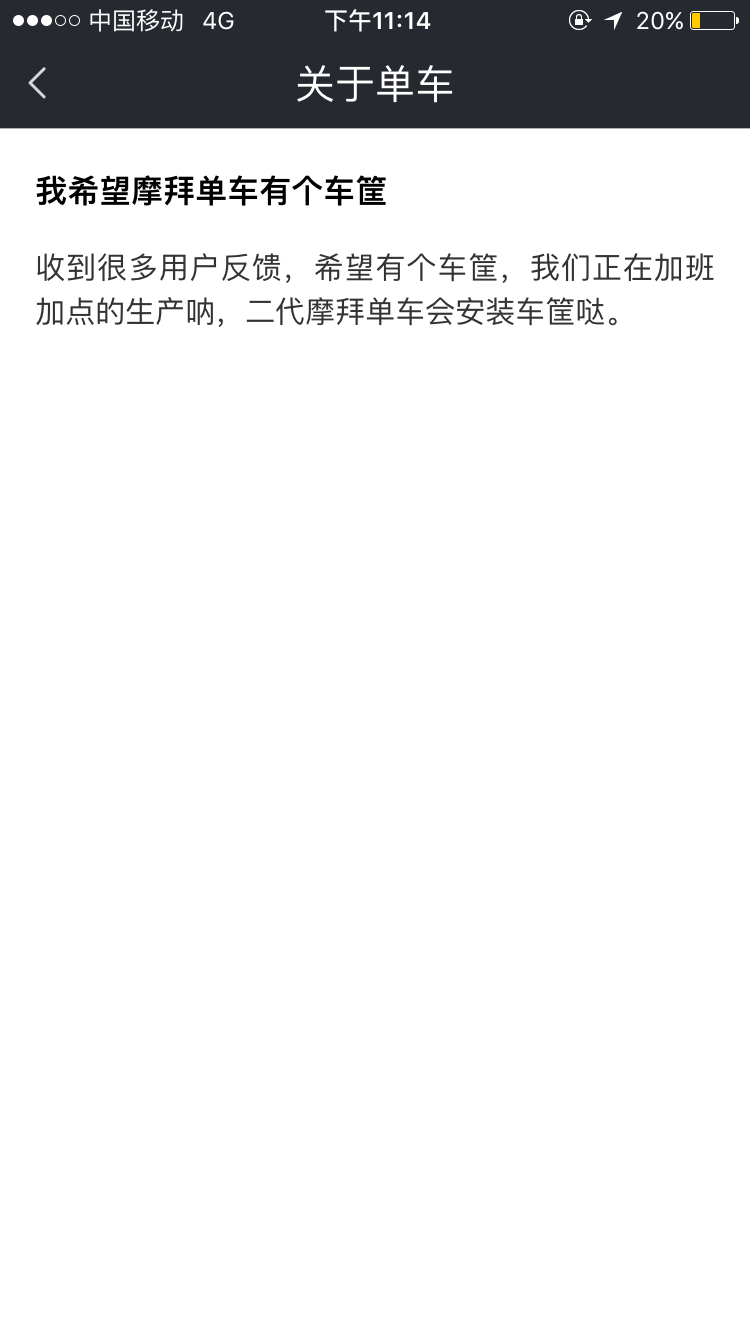 中国移动 4G 下午11:14 20%
关于单车
我希望摩拜单车有个车筐
收到很多用户反馈，希望有个车筐，我们正在加班
加点的生产呐，二代摩拜单车会安装车筐哒。